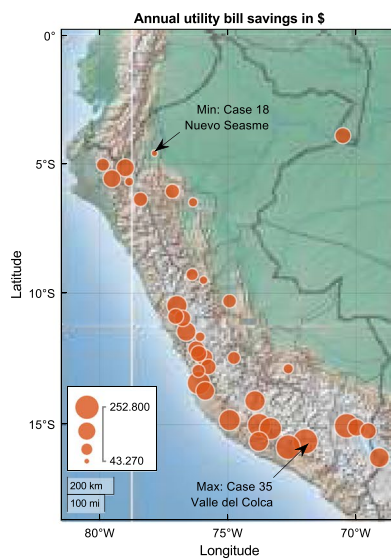 Annual utility bill savings in $
0°
Min: Case 18
Nuevo Seasme
5°S
Latitude
10°S
252.800
43.270
15°S
Max: Case 35
Valle del Colca
200 km
100 mi
80°W
75°W
70°W
Longitude